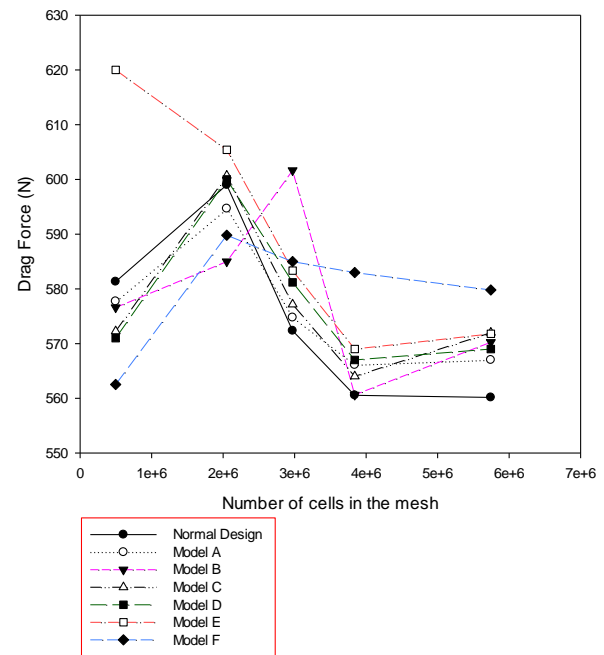 630
620
610
600
590
580
570
560
550
Drag Force (N)
0
1e+6
2e+6
3e+6
4e+6
5e+6
6e+6
7e+6
Number of cells in the mesh
Normal Design
Model A
Model B
Model C
Model D
Model E
Model F